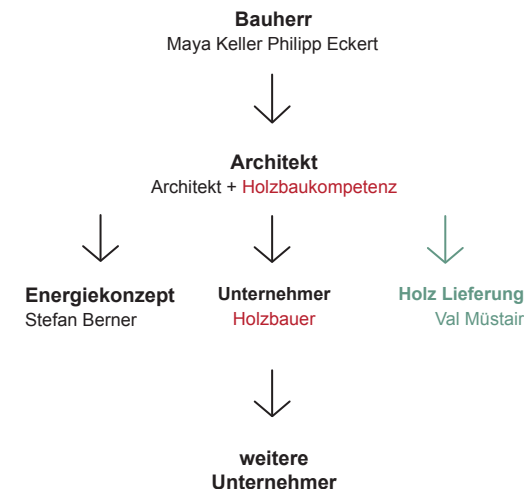 Bauherr
Maya Keller Philipp Eckert
Architekt
Architekt + Holzbaukompetenz
Energiekonzept
Stefan Berner
Unternehmer
Holzbauer
Holz Lieferung
Val Müstair
weitere
Unternehmer